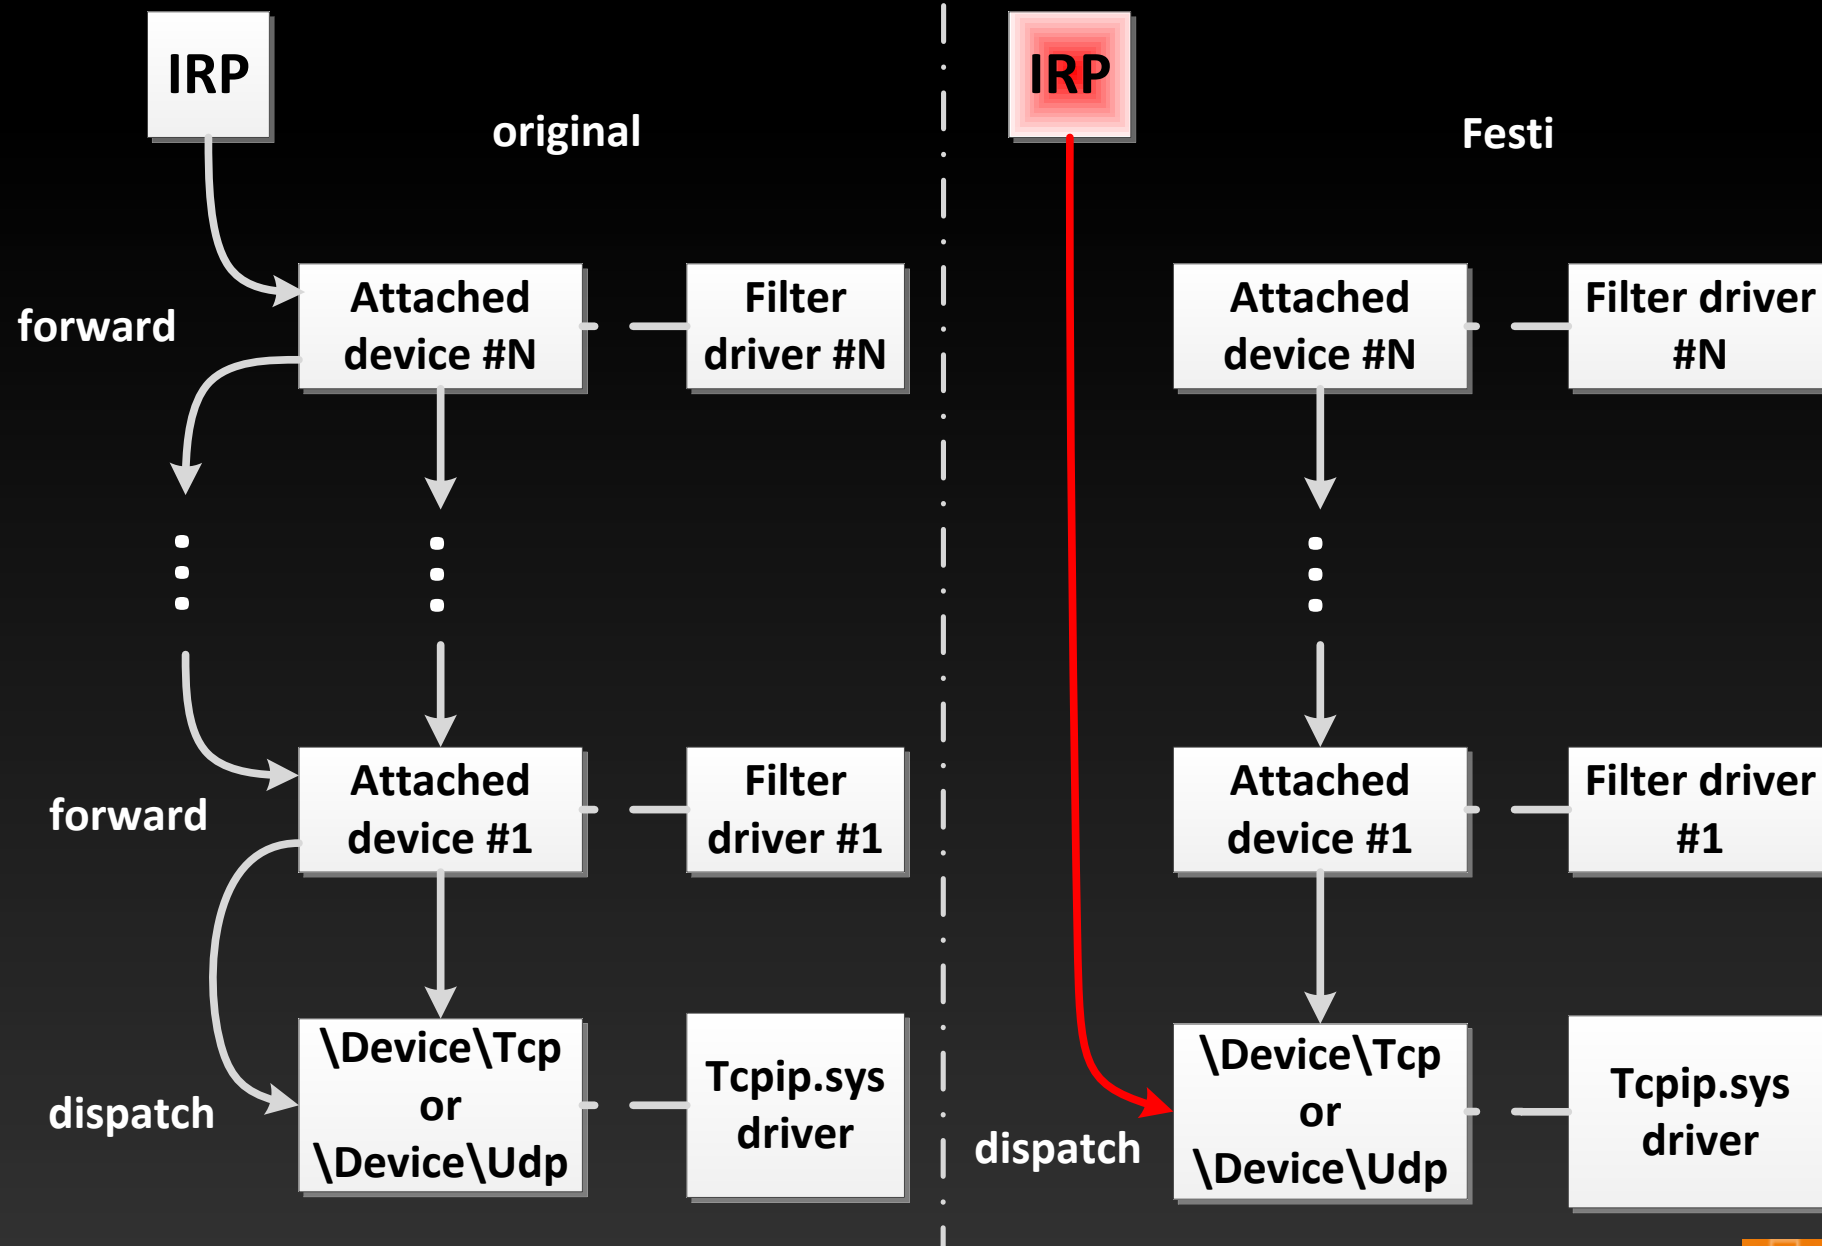 IRP
original
forward
Attached
device #N
Filter
driver #N
forward
Attached
device #1
Filter
driver #1
dispatch
\Device\Tcp
or
\Device\Udp
Tcpip.sys
driver
IRP
Festi
Attached
device #N
Filter driver
#N
Attached
device #1
Filter driver
#1
dispatch
\Device\Tcp
or
\Device\Udp
Tcpip.sys
driver